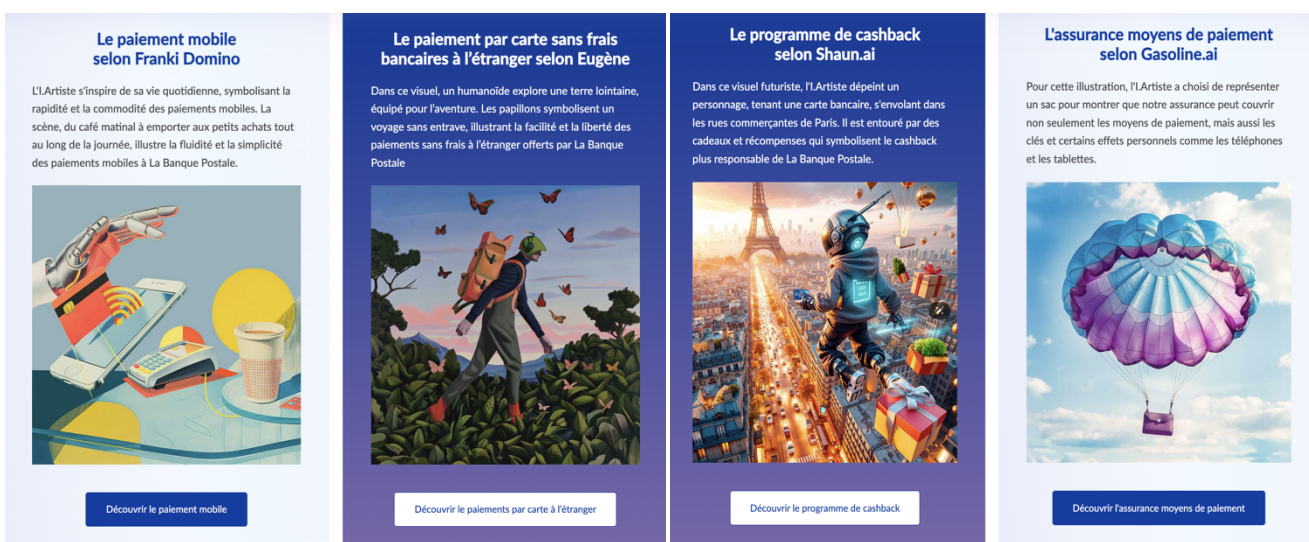 Le paiement mobile
selon Franki Domino
L'I.Artiste s'inspire de sa vie quotidienne, symbolisant la
rapidité et la commodité des paiements mobiles. La
scène, du café matinal à emporter aux petits achats tout
au long de la journée, illustre la fluidité et la simplicité
des paiements mobiles à La Banque Postale.
Découvrir le paiement mobile
Le paiement par carte sans frais
bancaires à l'étranger selon Eugène
Dans ce visuel, un humanoïde explore une terre lointaine,
équipé pour l'aventure. Les papillons symbolisent un
voyage sans entrave, illustrant la facilité et la liberté des
paiements sans frais à l'étranger offerts par La Banque
Postale
Découvrir le paiements par carte à l'étranger
Le programme de cashback
selon Shaun.ai
Dans ce visuel futuriste, l'I.Artiste dépeint un
personnage, tenant une carte bancaire, s'envolant dans
les rues commerçantes de Paris. Il est entouré par des
cadeaux et récompenses qui symbolisent le cashback
plus responsable de La Banque Postale.
Découvrir le programme de cashback
L'assurance moyens de paiement
selon Gasoline.ai
Pour cette illustration, l'I.Artiste a choisi de représenter
un sac pour montrer que notre assurance peut couvrir
non seulement les moyens de paiement, mais aussi les
clés et certains effets personnels comme les téléphones
et les tablettes.
Découvrir l'assurance moyens de paiement